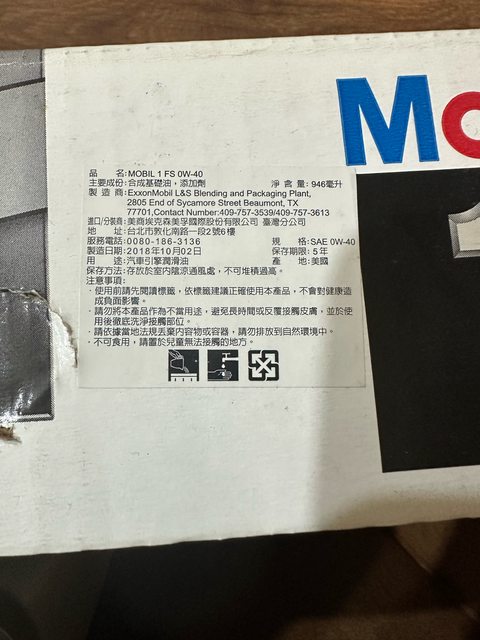 Mo
1
品　名:MOBIL 1 FS 0W-40
主要成份:合成基礎油，添加劑　淨 含 量: 946毫升
製 造 商:ExxonMobil L&S Blending and Packaging Plant,
2805 End of Sycamore Street Beaumont, TX
77701,Contact Number:409-757-3539/409-757-3613
進口/分裝商:美商埃克森美孚國際股份有限公司 臺灣分公司
地　址:台北市敦化南路一段2號6樓
服務電話:0080-186-3136　規　格:SAE 0W-40
製造日期:2018年10月02日　保存期限:5年
用　途:汽車引擎潤滑油　產　地:美國
保存方法:存放於室內陰涼通風處，不可堆積過高。
注意事項:
·使用前請先閱讀標籤，依標籤建議正確使用本產品，不會對健康造
成負面影響。
·請勿將本產品作為不當用途，避免長時間或反覆接觸皮膚，並於使
用後徹底洗淨接觸部位。
·請依據當地法規丟棄內容物或容器，請勿排放到自然環境中。
·不可食用，請置於兒童無法接觸的地方。